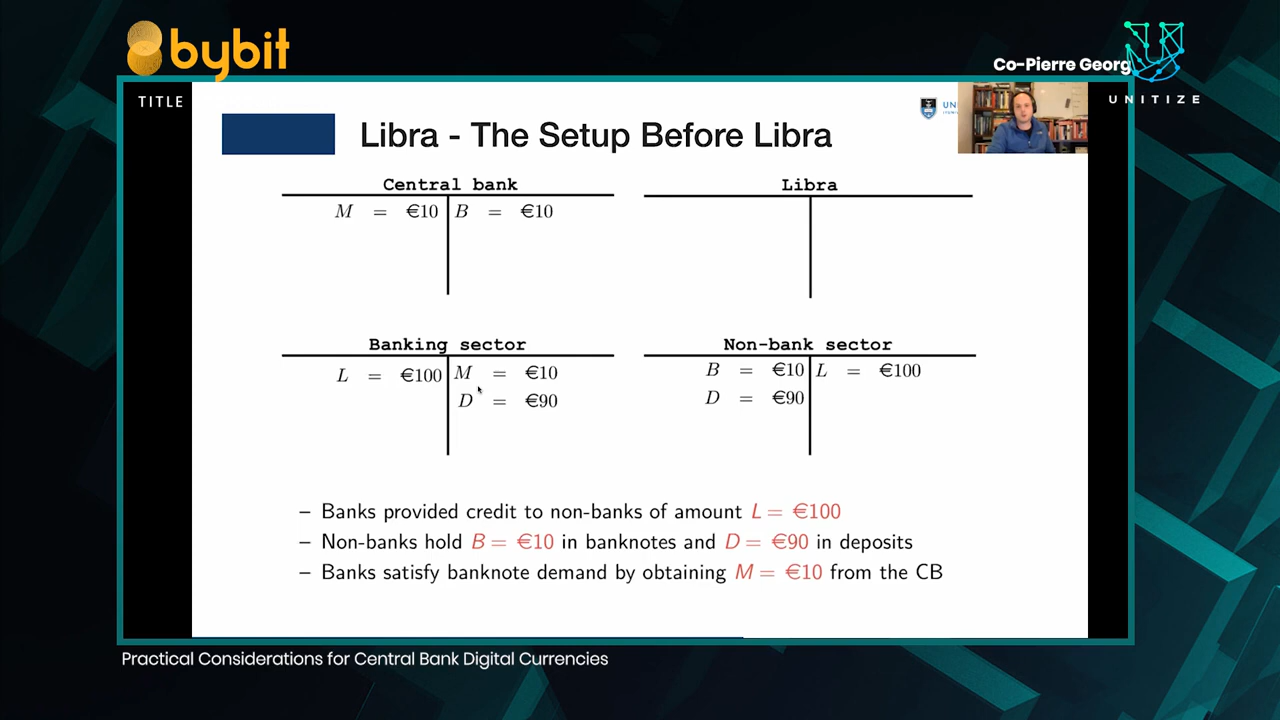 bybit
Co-Pierre Georg
UNITIZE
TITLE
Libra - The Setup Before Libra
Central bank
M = €10 B = €10
Libra
Banking sector
L = €100 M = €10
D = €90
Non-bank sector
B = €10 L = €100
D = €90
– Banks provided credit to non-banks of amount L = €100
– Non-banks hold B = €10 in banknotes and D = €90 in deposits
– Banks satisfy banknote demand by obtaining M = €10 from the CB
Practical Considerations for Central Bank Digital Currencies